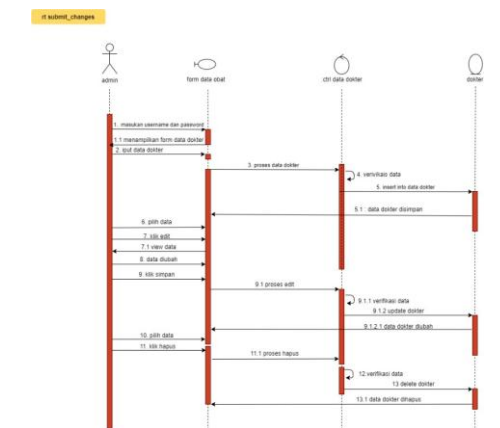 rt submit_changes
admin
form data obat
ctrl data dokter
dokter
1. masukan username dan password
1.1 menampilkan form data dokter
2. iput data dokter
3. proses data dokter
4. verivikasi data
5. insert into data dokter
5.1 data dokter disimpan
6. pilih data
7. klik edit
7.1 view data
8. data diubah
9. klik simpan
9.1 proses edit
9.1.1 verifikasi data
9.1.2 update dokter
9.1.2.1 data dokter diubah
10. pilih data
11. klik hapus
11.1 proses hapus
12.verifikasi data
13 delete dokter
13.1 data dokter dihapus